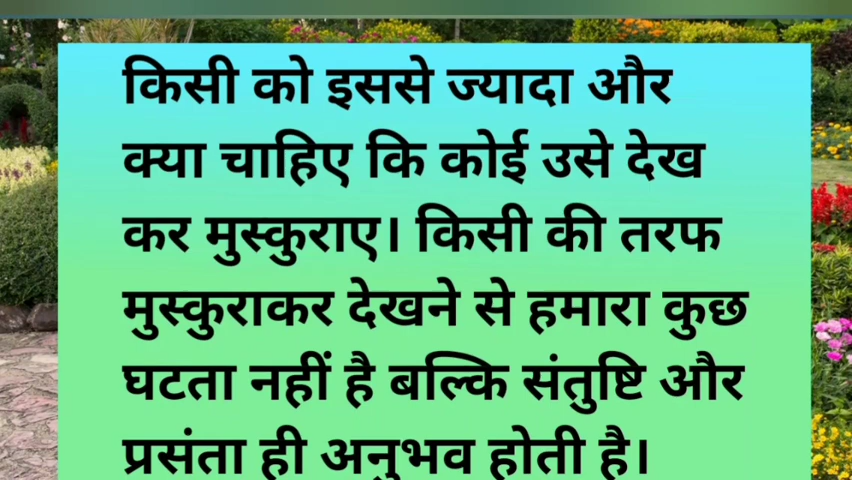 किसी को इससे ज्यादा और
क्या चाहिए कि कोई उसे देख
कर मुस्कुराए। किसी की तरफ
मुस्कुराकर देखने से हमारा कुछ
घटता नहीं है बल्कि संतुष्टि और
प्रसंता ही अनुभव होती है।